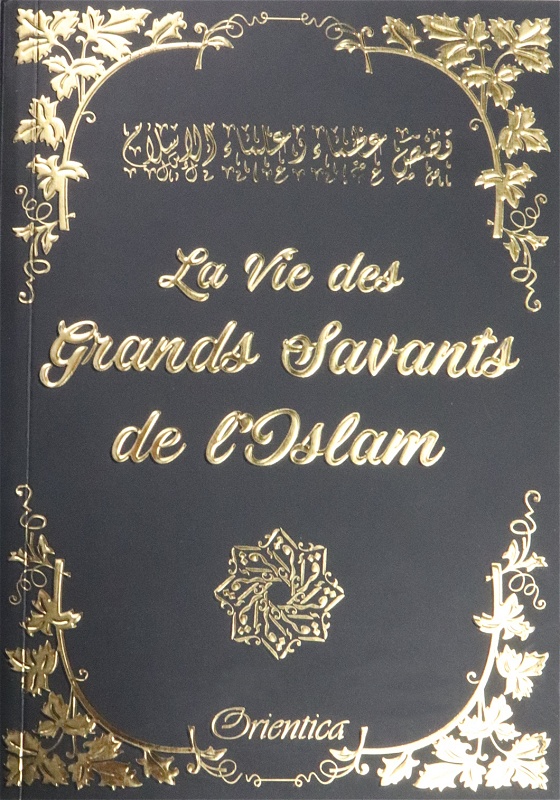 قصص عظماء وعلماء الإسلام
La Vie des
Grands Savants
de l'Islam
Orientica